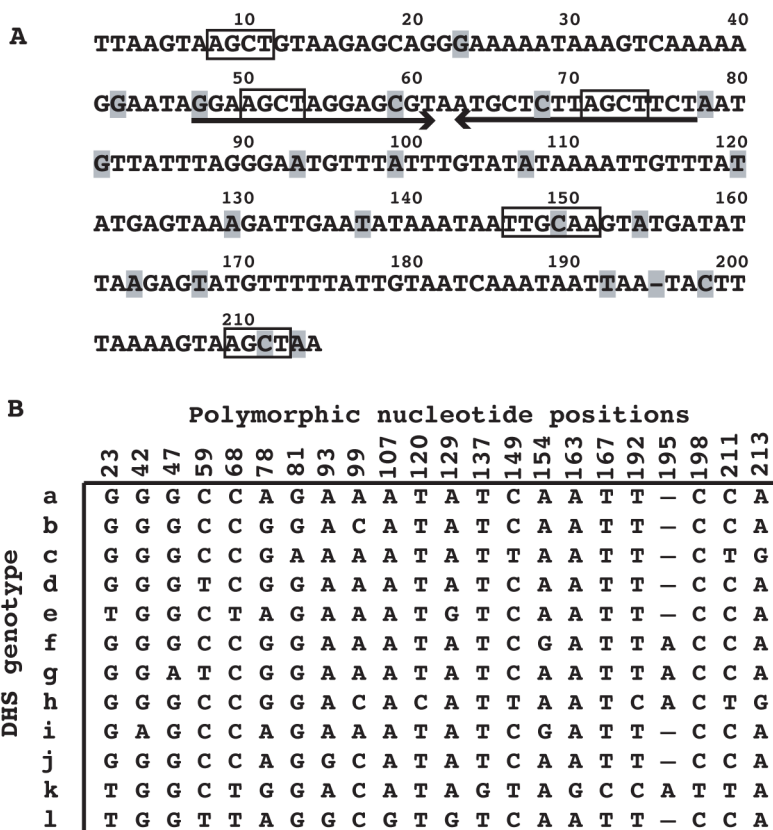 A
10 20 30 40
TTAAGTAAGCTGTAAGAGCAGGGAAAAATAAAGTCAAAAA
50 60 70 80
GGAATAGGAAGCTAGGAGCGTAATGCTCTTAGCTTCTAAT
90 100 110 120
GTTATTTAGGGAATGTTTATTTGTATATAAAATTGTTTAT
130 140 150 160
ATGAGTAAAGATTGAATATAAATAATTGCAAGTATGATAT
170 180 190 200
TAAGAGTATGTTTTTATTGTAATCAAATAATTAA-TACTT
210
TAAAAGTAAGCTAA
B
Polymorphic nucleotide positions
23 42 47 59 68 78 81 93 99 107 120 129 137 149 154 163 167 192 195 198 211 213
DHS genotype
a G G G C C A G A A A T A T C A A T T – C C A
b G G G C C G G A C A T A T C A A T T – C C A
c G G G C C G A A A A T A T T A A T T – C T G
d G G G T C G G A A A T A T C A A T T – C C A
e T G G C T A G A A A T G T C A A T T – C C A
f G G G C C G G A A A T A T C G A T T A C C A
g G G A T C G G A A A T A T C A A T T A C C A
h G G G C C G G A C A C A T T A A T C A C T G
i G A G C C A G A A A T A T C G A T T – C C A
j G G G C C A G G C A T A T C A A T T – C C A
k T G G C T G G A C A T A G T A G C C A T T A
l T G G T T A G G C G T G T C A A T T – C C A